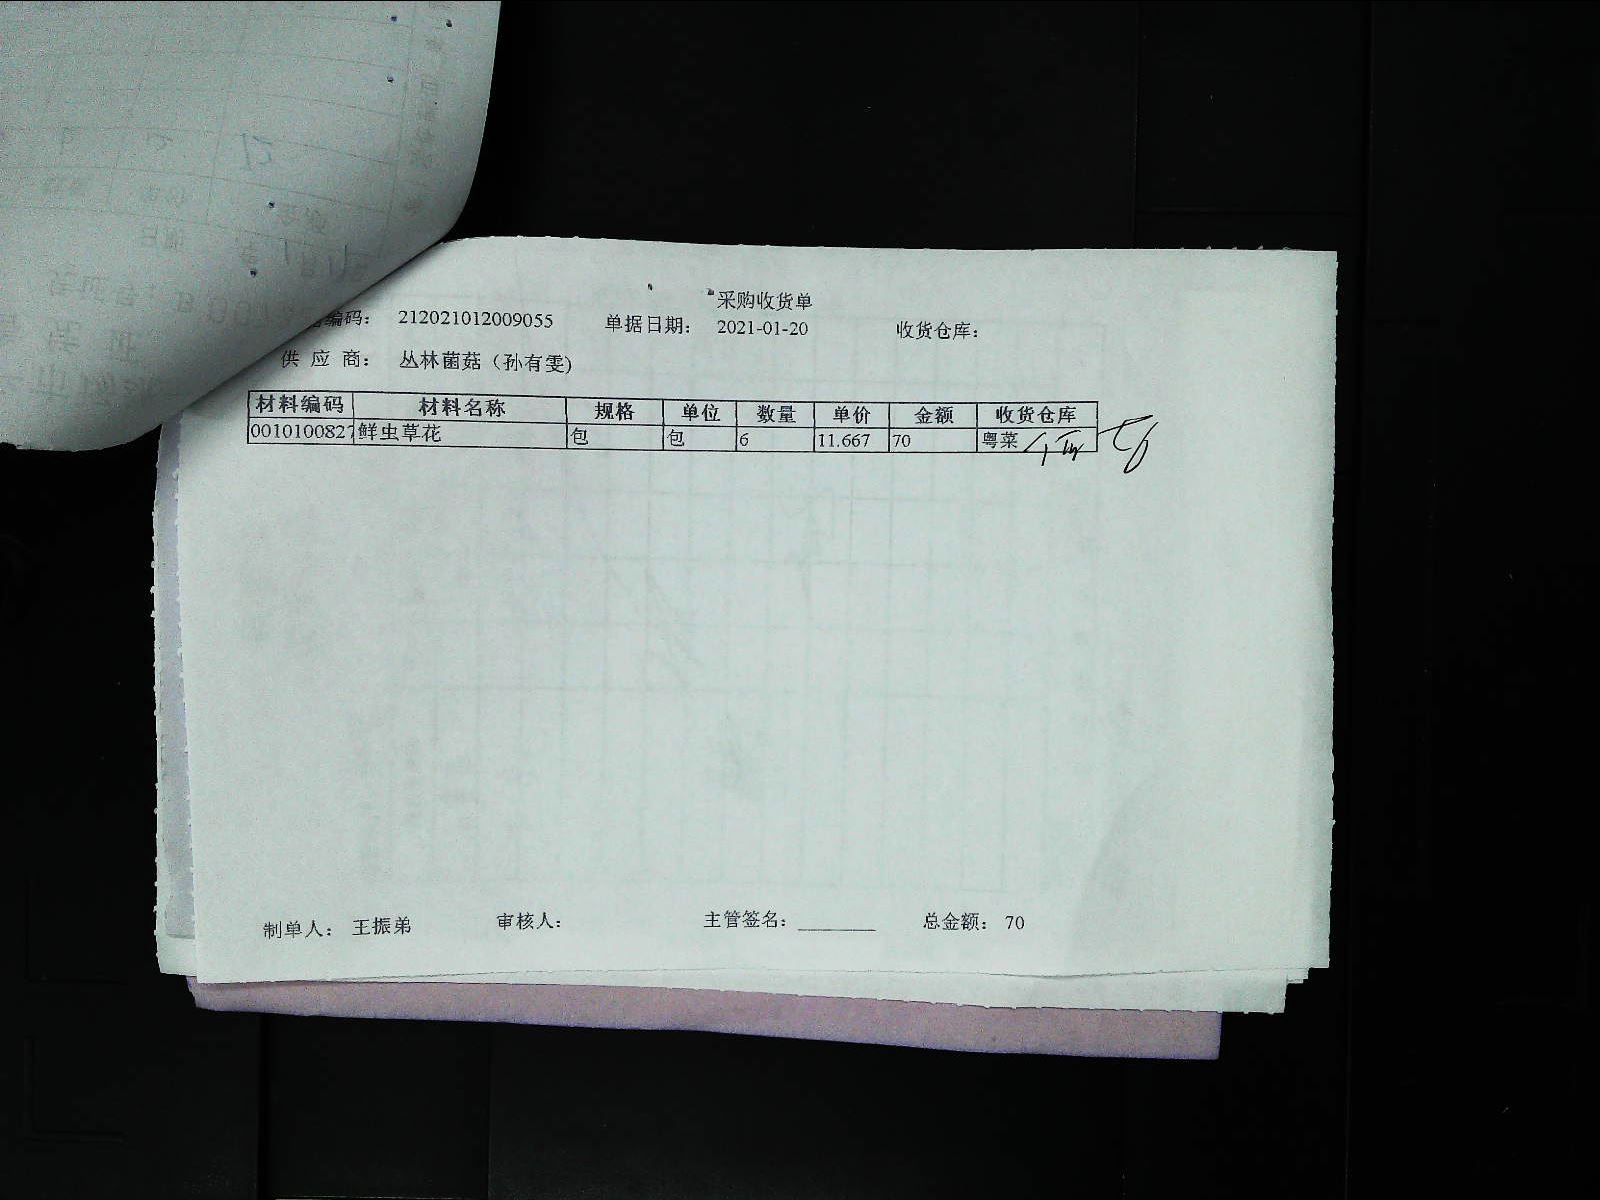 采购收货单
编码： 212021012009055 单据日期： 2021-01-20 收货仓库：
供 应 商： 丛林菌菇（孙有雯)
材料编码 材料名称 规格 单位 数量 单价 金额 收货仓库
0010100827 鲜虫草花 包 包 6 11.667 70 粤菜
制单人： 王振弟 审核人： 主管签名： 总金额： 70